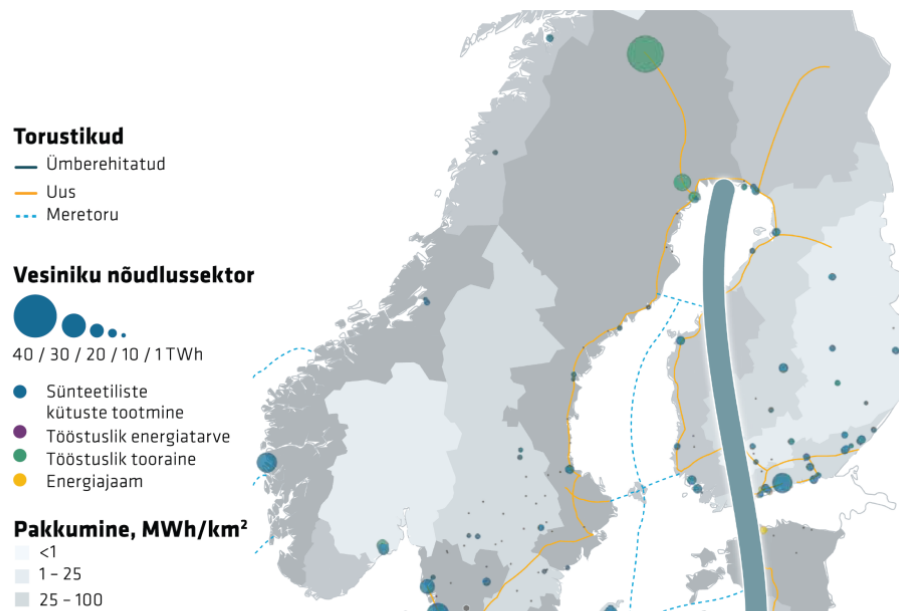 Torustikud
Ümberehitatud
Uus
Meretoru
Vesiniku nõudlussektor
40 / 30 / 20 / 10 / 1 TWh
Sünteetiliste
kütuste tootmine
Tööstuslik energiatarve
Tööstuslik tooraine
Energiajaam
Pakkumine, MWh/km²
<1
1 – 25
25 – 100